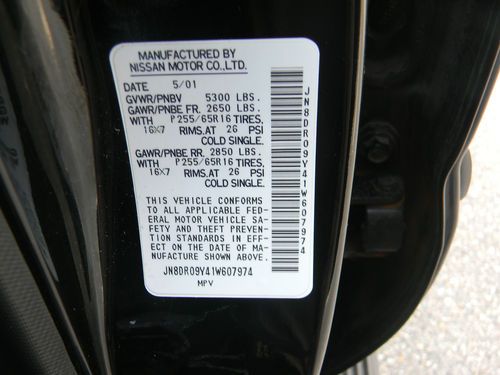 MANUFACTURED BY
NISSAN MOTOR CO.,LTD.
DATE 5/01
GVWR/PNBV 5300 LBS.
GAWR/PNBE FR. 2650 LBS.
WITH P255/65R16 TIRES,
16X7 RIMS,AT 26 PSI
COLD SINGLE.
GAWR/PNBE RR. 2850 LBS.
WITH P255/65R16 TIRES,
16X7 RIMS,AT 26 PSI
COLD SINGLE.
THIS VEHICLE CONFORMS
TO ALL APPLICABLE FED-
ERAL MOTOR VEHICLE SA-
FETY AND THEFT PREVEN-
TION STANDARDS IN
EFFECT ON THE DATE OF MA-
NUFACTURE SHOWN ABOVE.
JN8DR09Y41W607974
MPV
JN8DR09Y41W607974